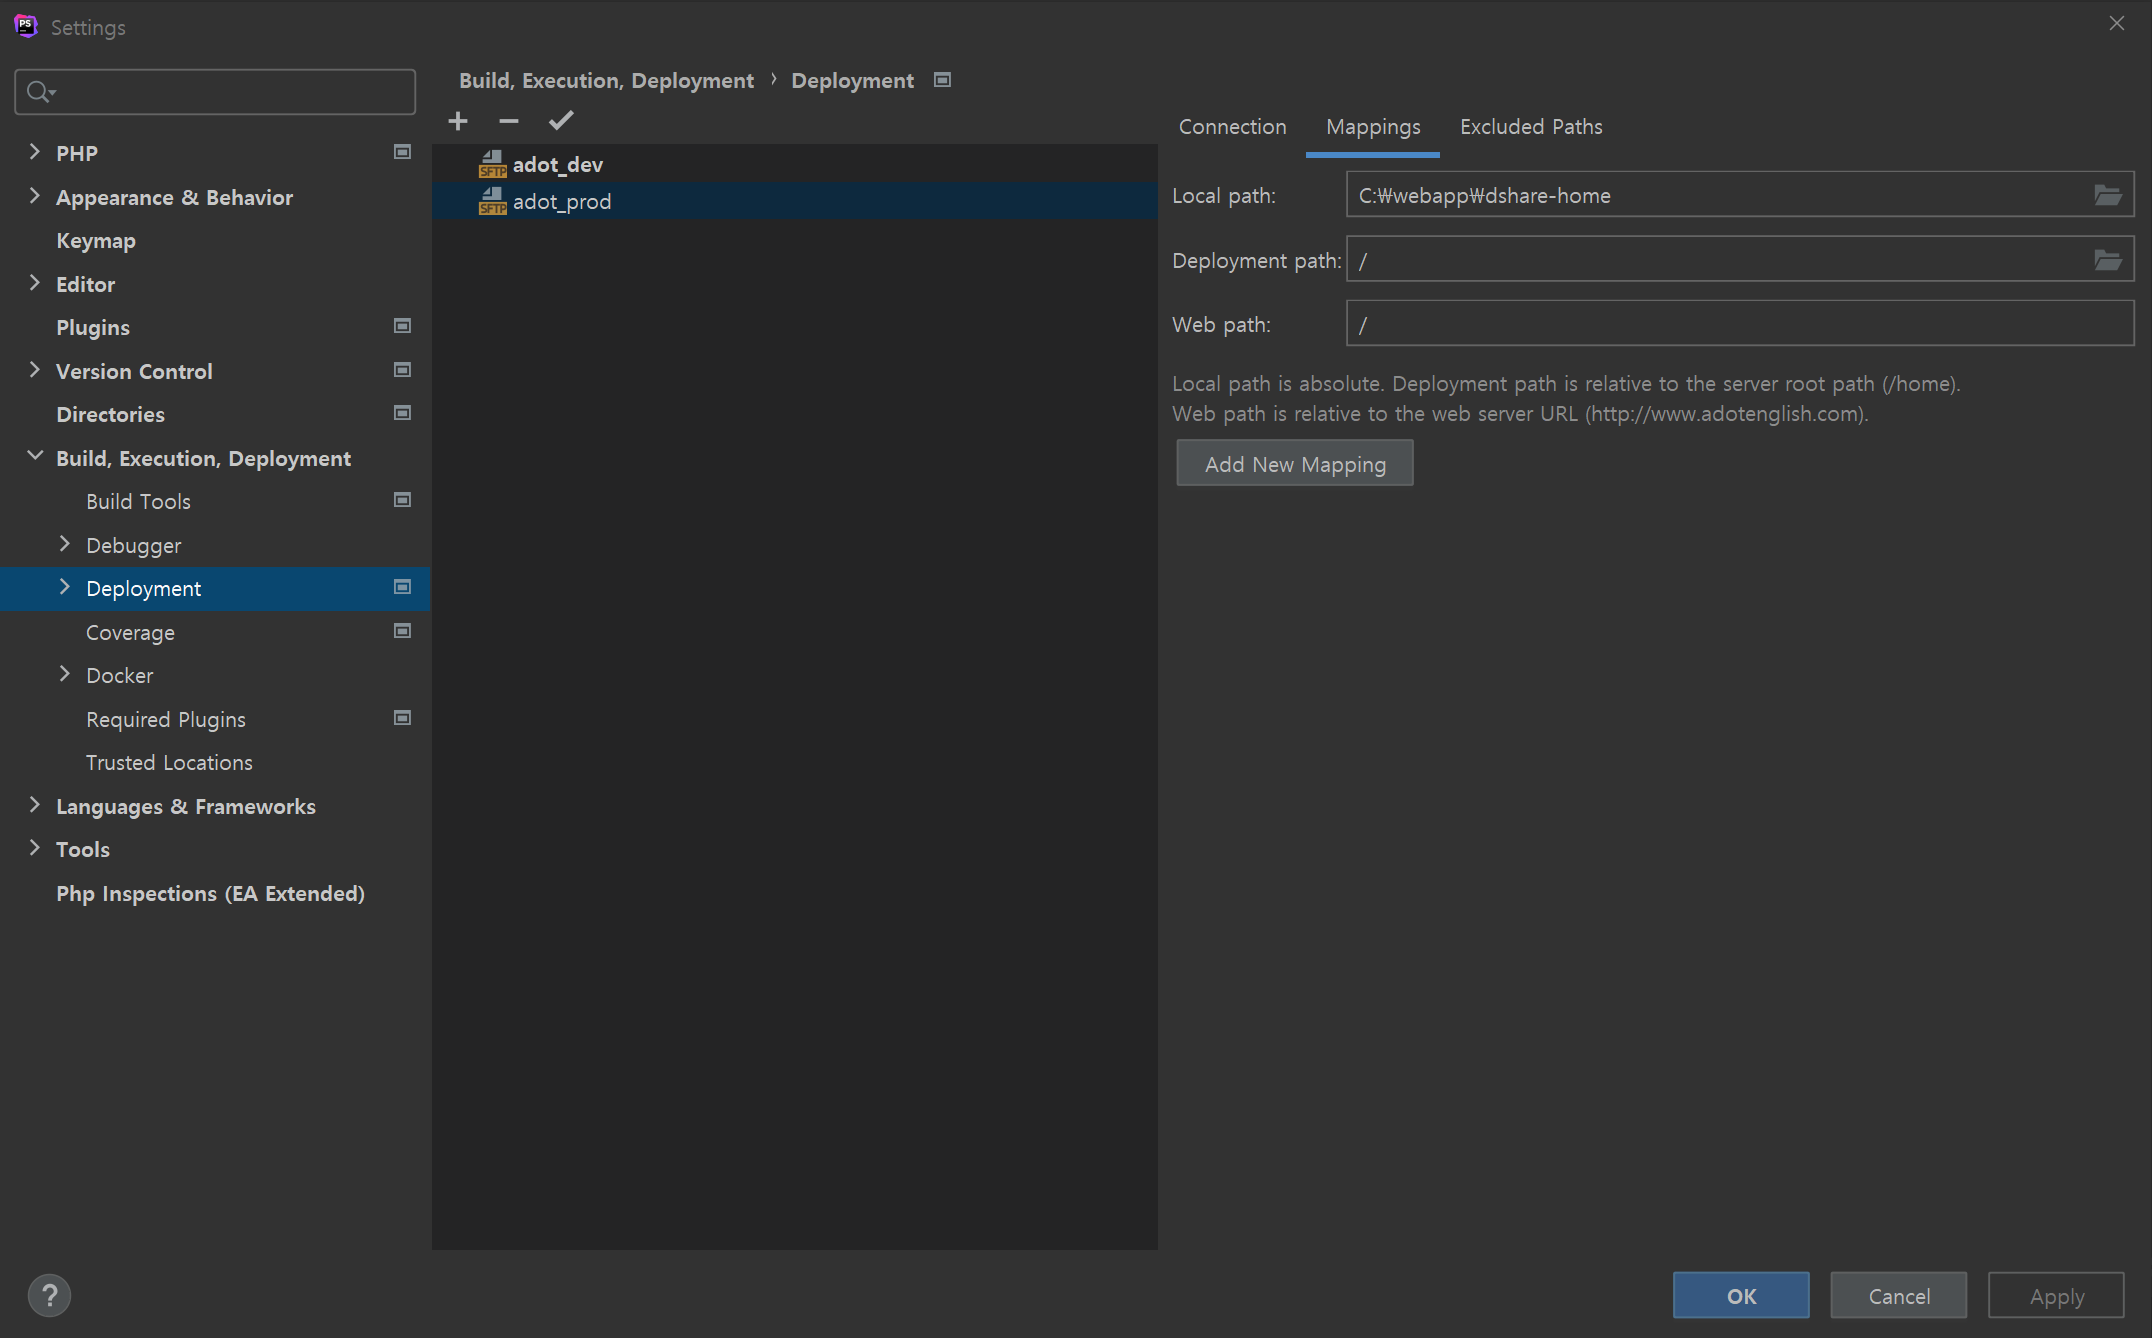 Settings
PHP
Appearance & Behavior
Keymap
Editor
Plugins
Version Control
Directories
Build, Execution, Deployment
Build Tools
Debugger
Deployment
Coverage
Docker
Required Plugins
Trusted Locations
Languages & Frameworks
Tools
Php Inspections (EA Extended)
Build, Execution, Deployment › Deployment
SFTP adot_dev
SFTP adot_prod
Connection Mappings Excluded Paths
Local path: C:₩webapp₩dshare-home
Deployment path: /
Web path: /
Local path is absolute. Deployment path is relative to the server root path (/home).
Web path is relative to the web server URL (http://www.adotenglish.com).
Add New Mapping
?
OK Cancel Apply